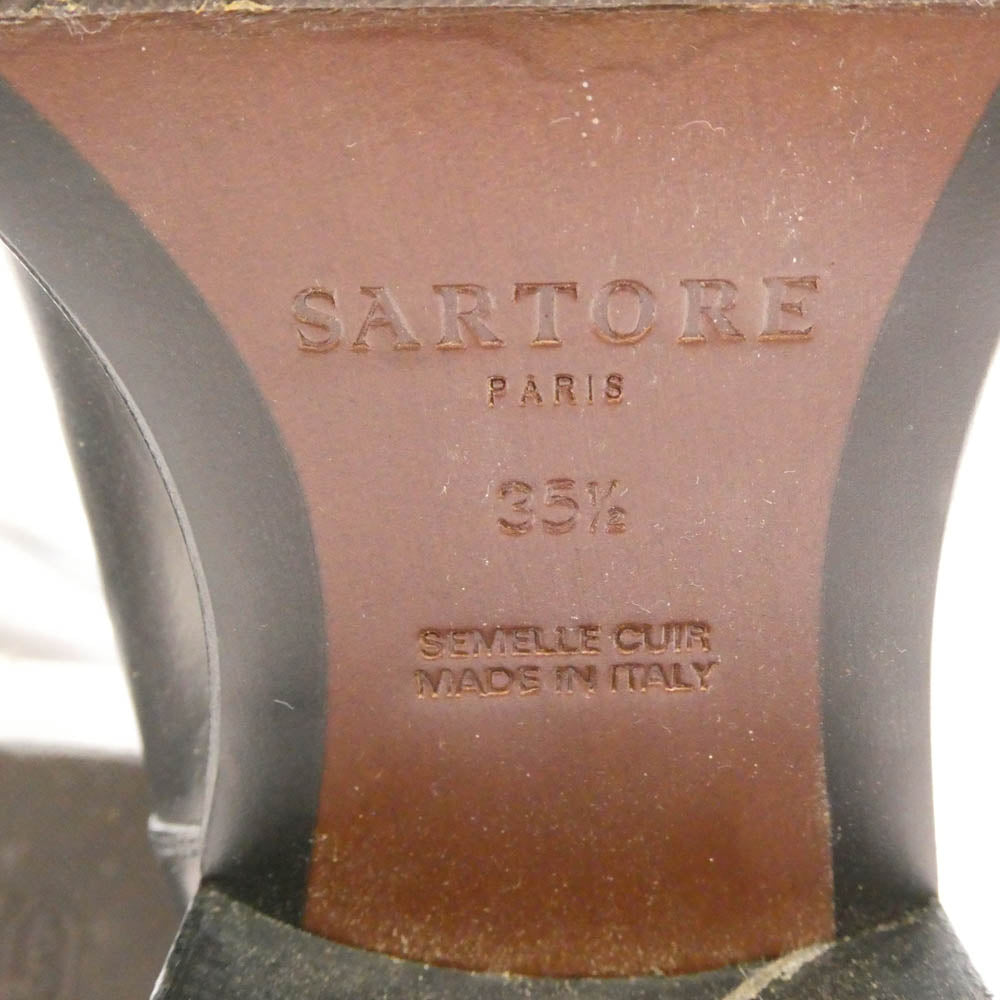 SARTORE
PARIS
35½
SEMELLE CUIR
MADE IN ITALY